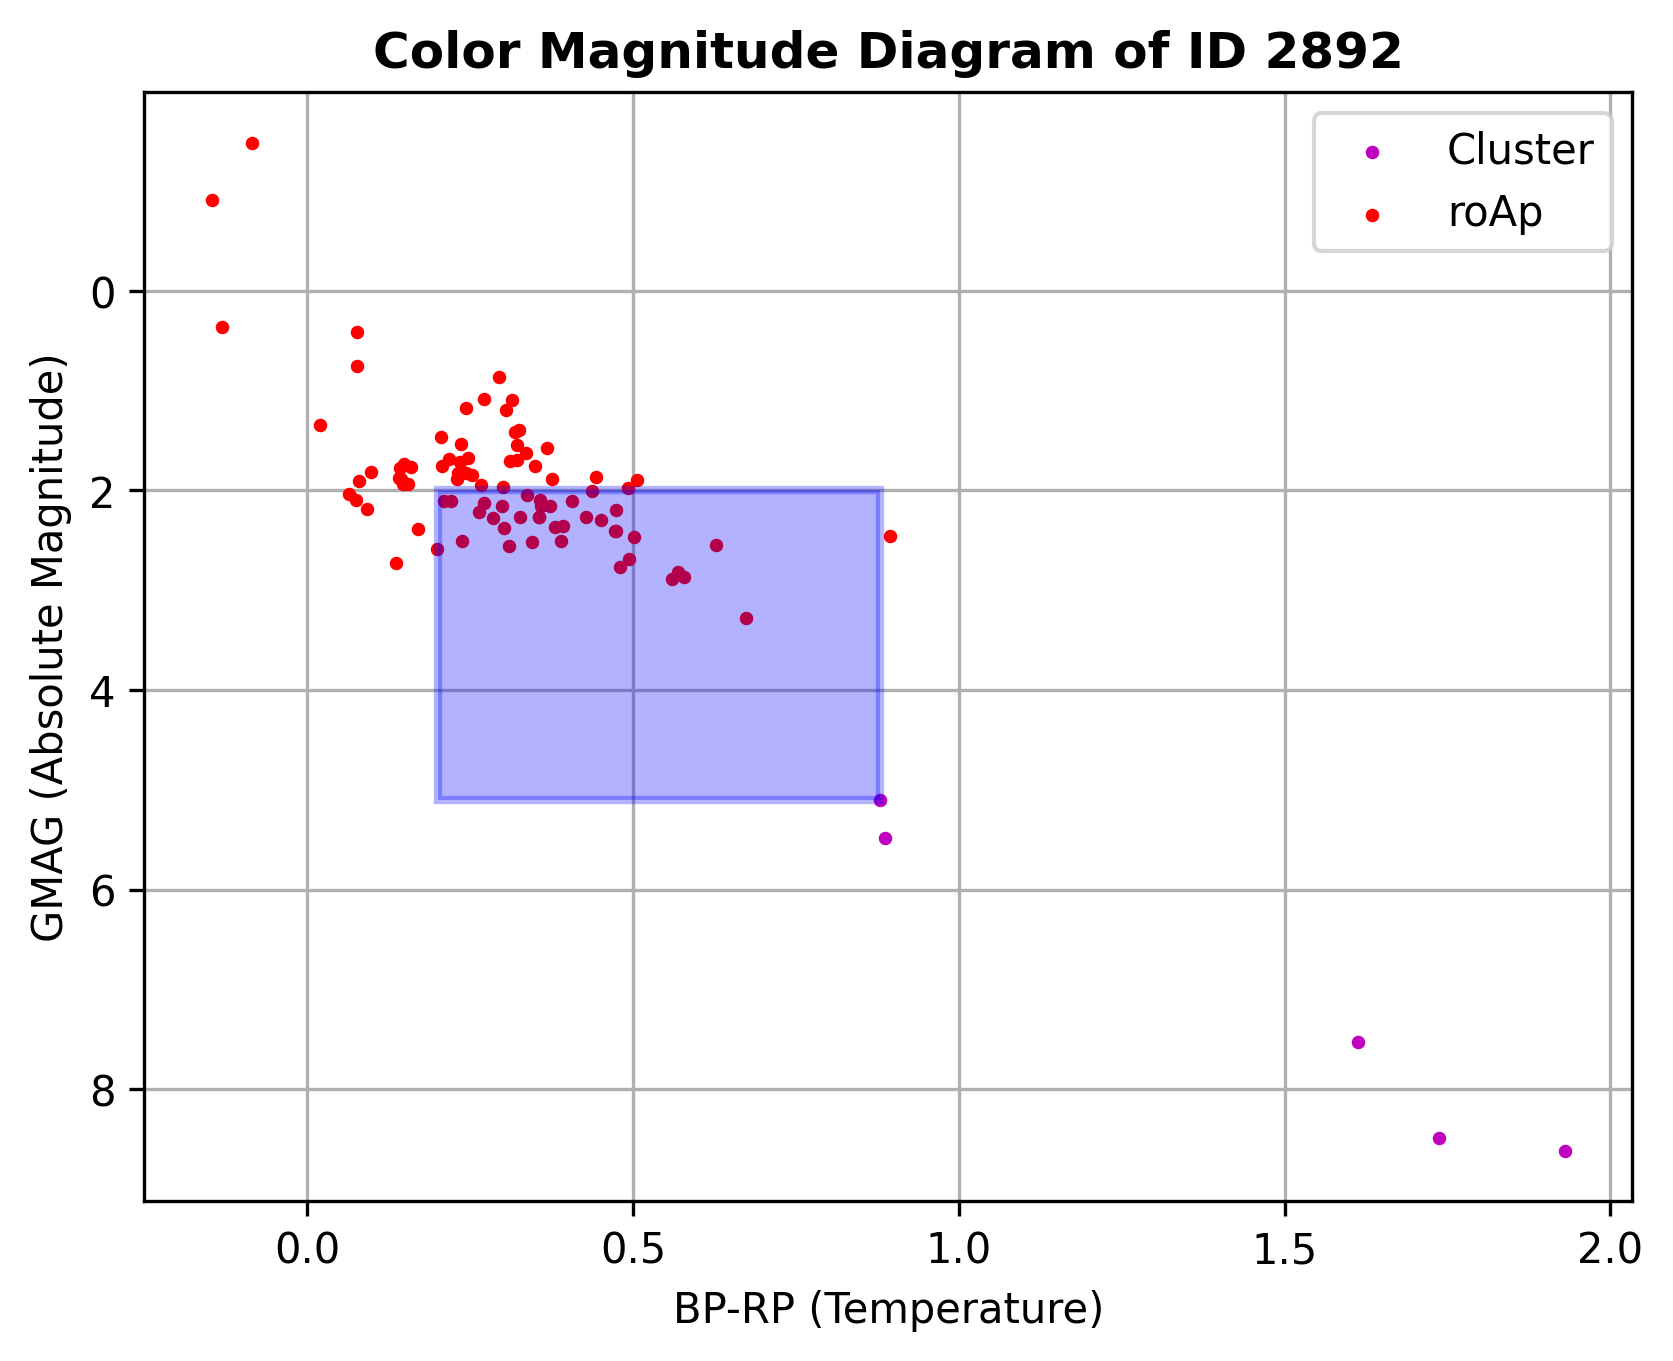 Color Magnitude Diagram of ID 2892
Cluster
roAp
GMAG (Absolute Magnitude)
0
2
4
6
8
0.0 0.5 1.0 1.5 2.0
BP-RP (Temperature)